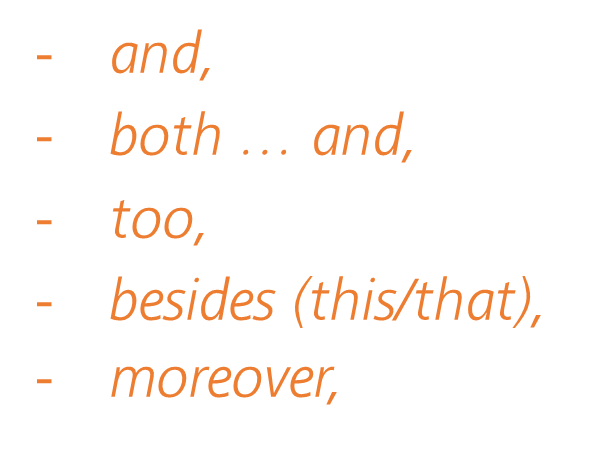 - and,
- both … and,
- too,
- besides (this/that),
- moreover,